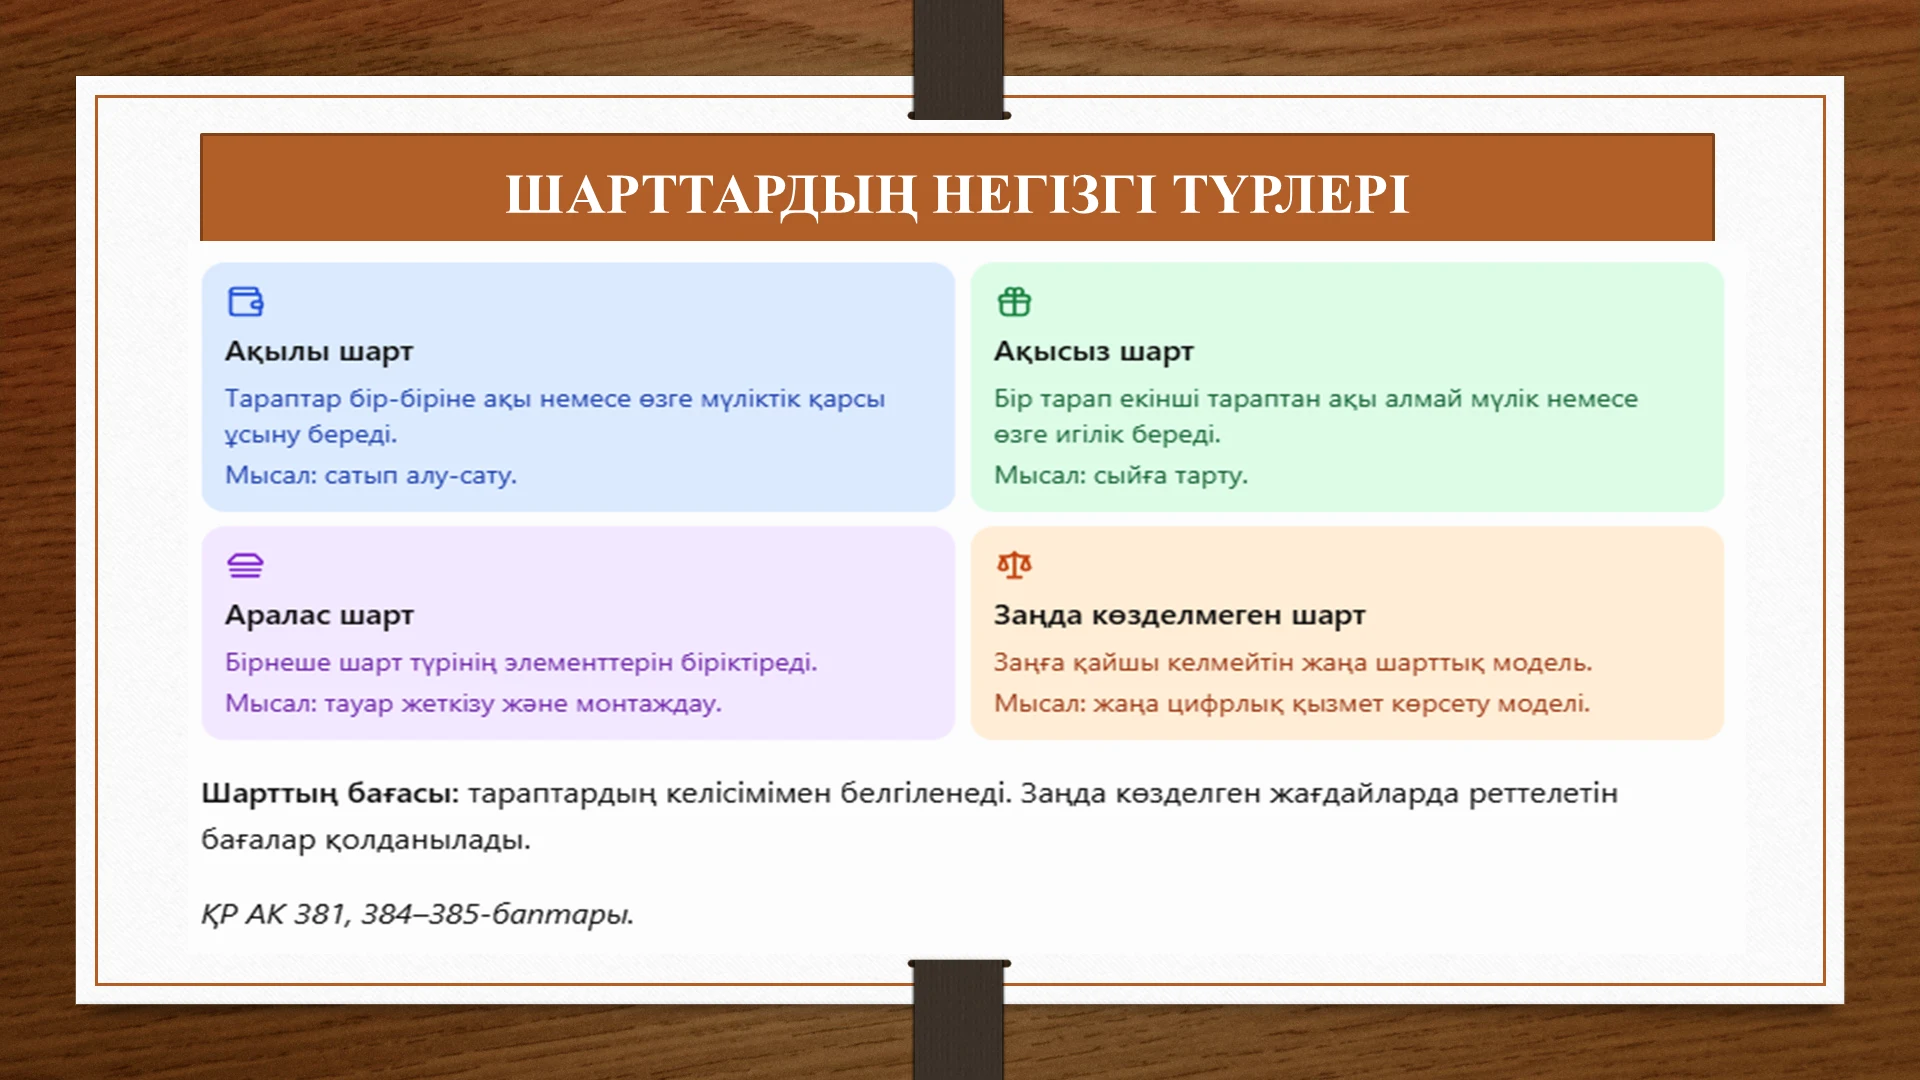 ШАРТТАРДЫҢ НЕГІЗГІ ТҮРЛЕРІ
Ақылы шарт
Тараптар бір-біріне ақы немесе өзге мүліктік қарсы
ұсыну береді.
Мысал: сатып алу-сату.
Ақысыз шарт
Бір тарап екінші тараптан ақы алмай мүлік немесе
өзге игілік береді.
Мысал: сыйға тарту.
Аралас шарт
Бірнеше шарт түрінің элементтерін біріктіреді.
Мысал: тауар жеткізу және монтаждау.
Заңда көзделмеген шарт
Заңға қайшы келмейтін жаңа шарттық модель.
Мысал: жаңа цифрлық қызмет көрсету моделі.
Шарттың бағасы: тараптардың келісімімен белгіленеді. Заңда көзделген жағдайларда реттелетін
бағалар қолданылады.
ҚР АК 381, 384–385-баптары.